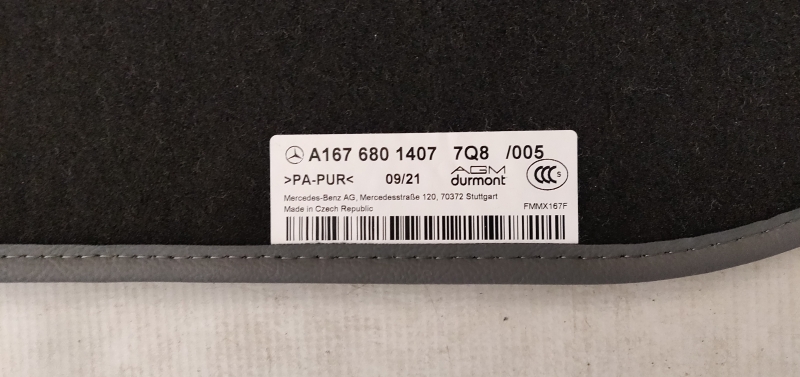 A167 680 1407 7Q8 /005
>PA-PUR< 09/21 AGM durmont CCC S
Mercedes-Benz AG, Mercedesstraße 120, 70372 Stuttgart
Made in Czech Republic FMMX167F